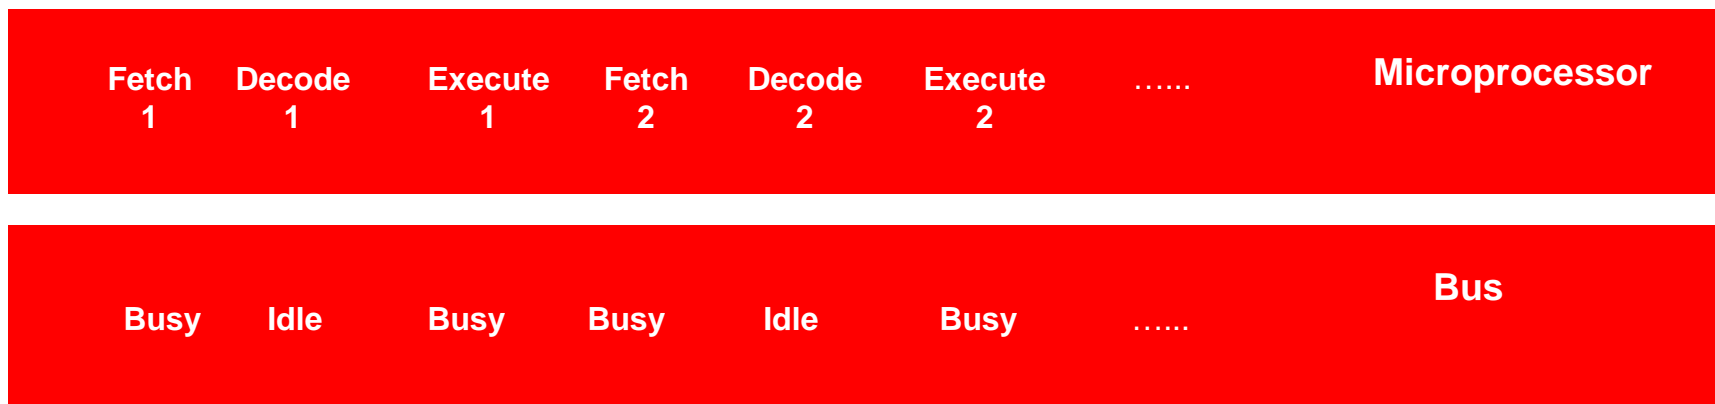 Fetch Decode Execute Fetch Decode Execute …... Microprocessor
1 1 1 2 2 2
Bus
Busy Idle Busy Busy Idle Busy …...